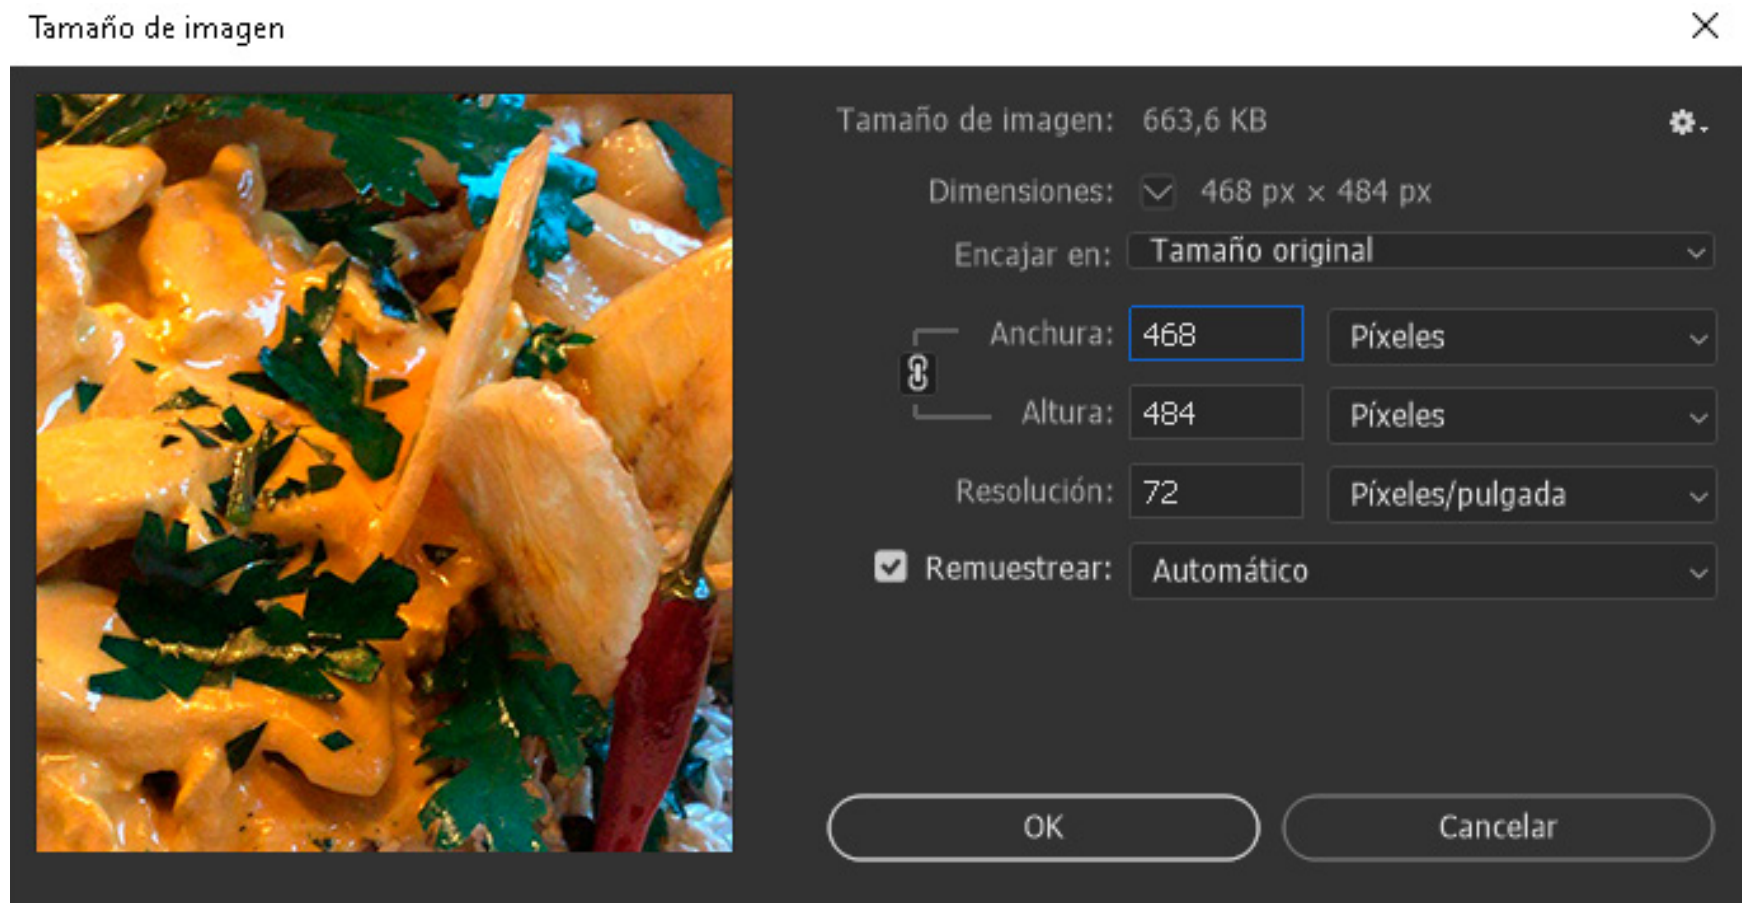 Tamaño de imagen
Tamaño de imagen: 663,6 KB
Dimensiones: 468 px × 484 px
Encajar en: Tamaño original
Anchura: 468 Píxeles
Altura: 484 Píxeles
Resolución: 72 Píxeles/pulgada
Remuestrear: Automático
OK Cancelar